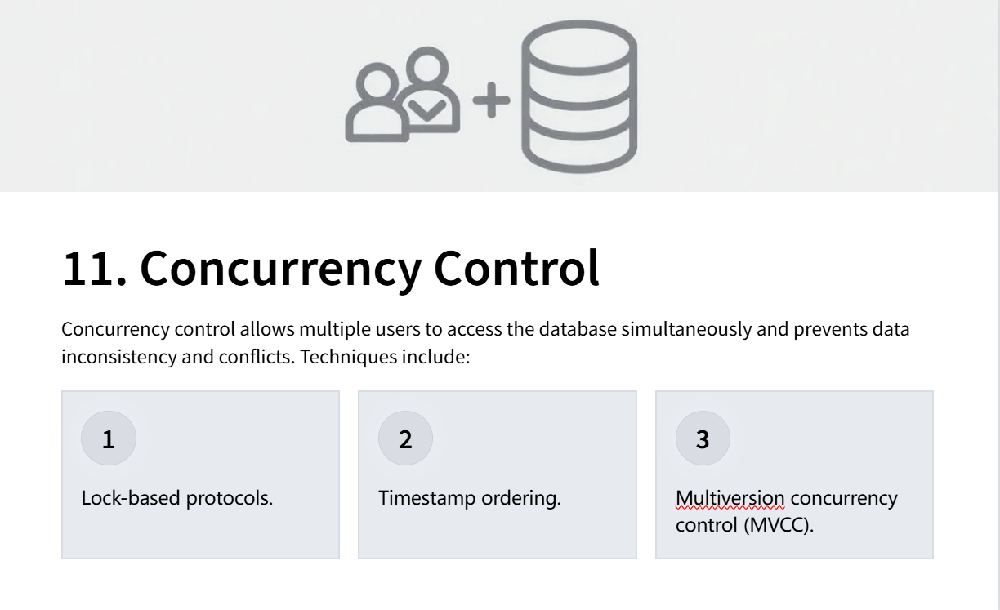 11. Concurrency Control
Concurrency control allows multiple users to access the database simultaneously and prevents data
inconsistency and conflicts. Techniques include:
1
Lock-based protocols.
2
Timestamp ordering.
3
Multiversion concurrency
control (MVCC).